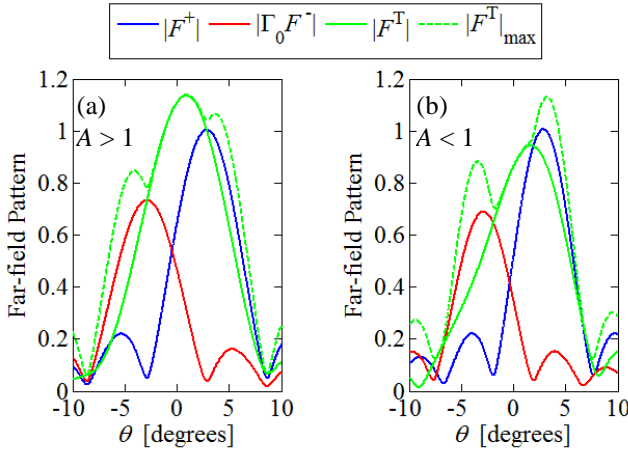 |F⁺| |Γ₀F⁻| |Fᵀ| |Fᵀ|max
(a)
A > 1
Far-field Pattern
1.2
1
0.8
0.6
0.4
0.2
0
-10 -5 0 5 10
θ [degrees]
(b)
A < 1
Far-field Pattern
1.2
1
0.8
0.6
0.4
0.2
0
-10 -5 0 5 10
θ [degrees]